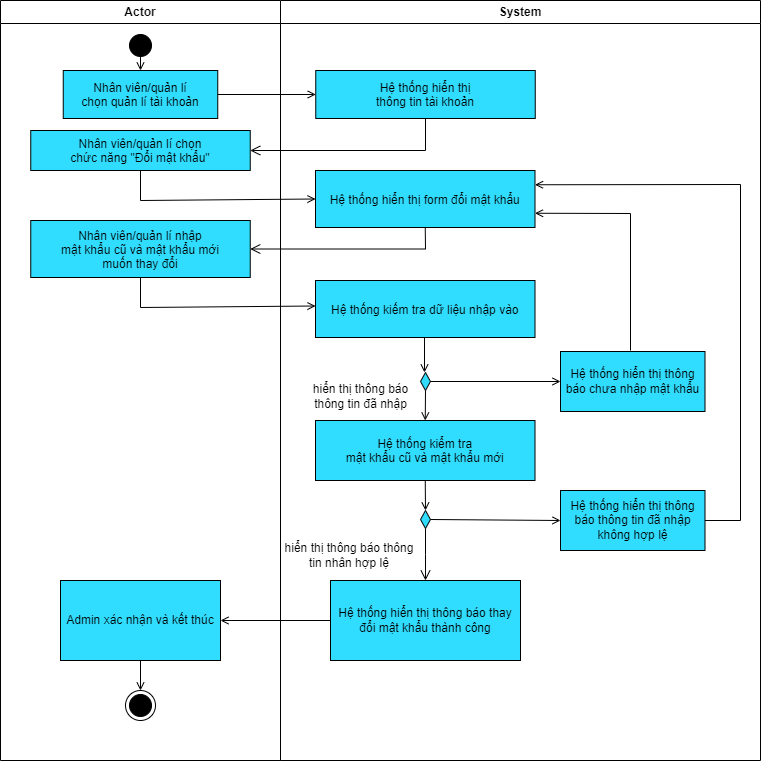 Actor
System
Nhân viên/quản lí
chọn quản lí tài khoản
Hệ thống hiển thị
thông tin tài khoản
Nhân viên/quản lí chọn
chức năng "Đổi mật khẩu"
Hệ thống hiển thị form đổi mật khẩu
Nhân viên/quản lí nhập
mật khẩu cũ và mật khẩu mới
muốn thay đổi
Hệ thống kiểm tra dữ liệu nhập vào
hiển thị thông báo
thông tin đã nhập
Hệ thống hiển thị thông
báo chưa nhập mật khẩu
Hệ thống kiểm tra
mật khẩu cũ và mật khẩu mới
Hệ thống hiển thị thông
báo thông tin đã nhập
không hợp lệ
hiển thị thông báo thông
tin nhân hợp lệ
Admin xác nhận và kết thúc
Hệ thống hiển thị thông báo thay
đổi mật khẩu thành công